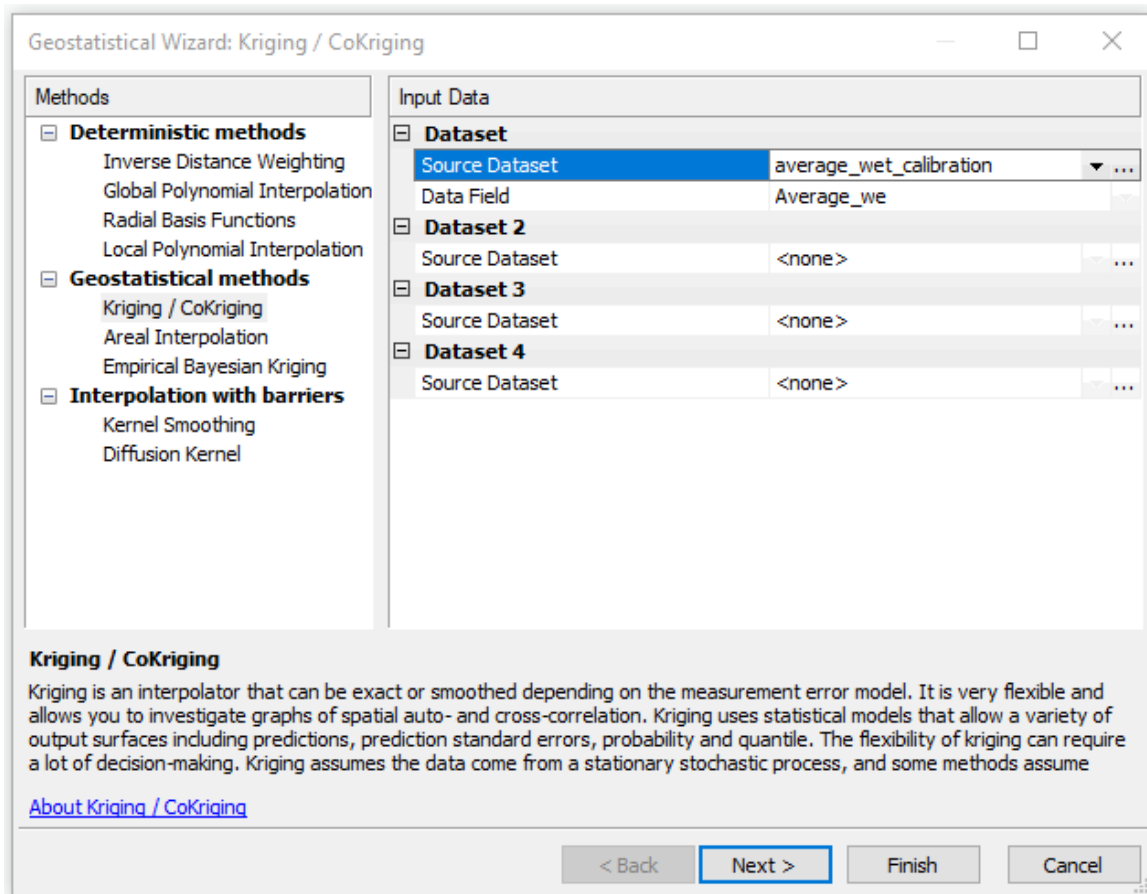 Geostatistical Wizard: Kriging / CoKriging
Methods
Deterministic methods
Inverse Distance Weighting
Global Polynomial Interpolation
Radial Basis Functions
Local Polynomial Interpolation
Geostatistical methods
Kriging / CoKriging
Areal Interpolation
Empirical Bayesian Kriging
Interpolation with barriers
Kernel Smoothing
Diffusion Kernel
Input Data
Dataset
Source Dataset average_wet_calibration ...
Data Field Average_we
Dataset 2
Source Dataset <none> ...
Dataset 3
Source Dataset <none> ...
Dataset 4
Source Dataset <none> ...
Kriging / CoKriging
Kriging is an interpolator that can be exact or smoothed depending on the measurement error model. It is very flexible and
allows you to investigate graphs of spatial auto- and cross-correlation. Kriging uses statistical models that allow a variety of
output surfaces including predictions, prediction standard errors, probability and quantile. The flexibility of kriging can require
a lot of decision-making. Kriging assumes the data come from a stationary stochastic process, and some methods assume
About Kriging / CoKriging
< Back Next > Finish Cancel